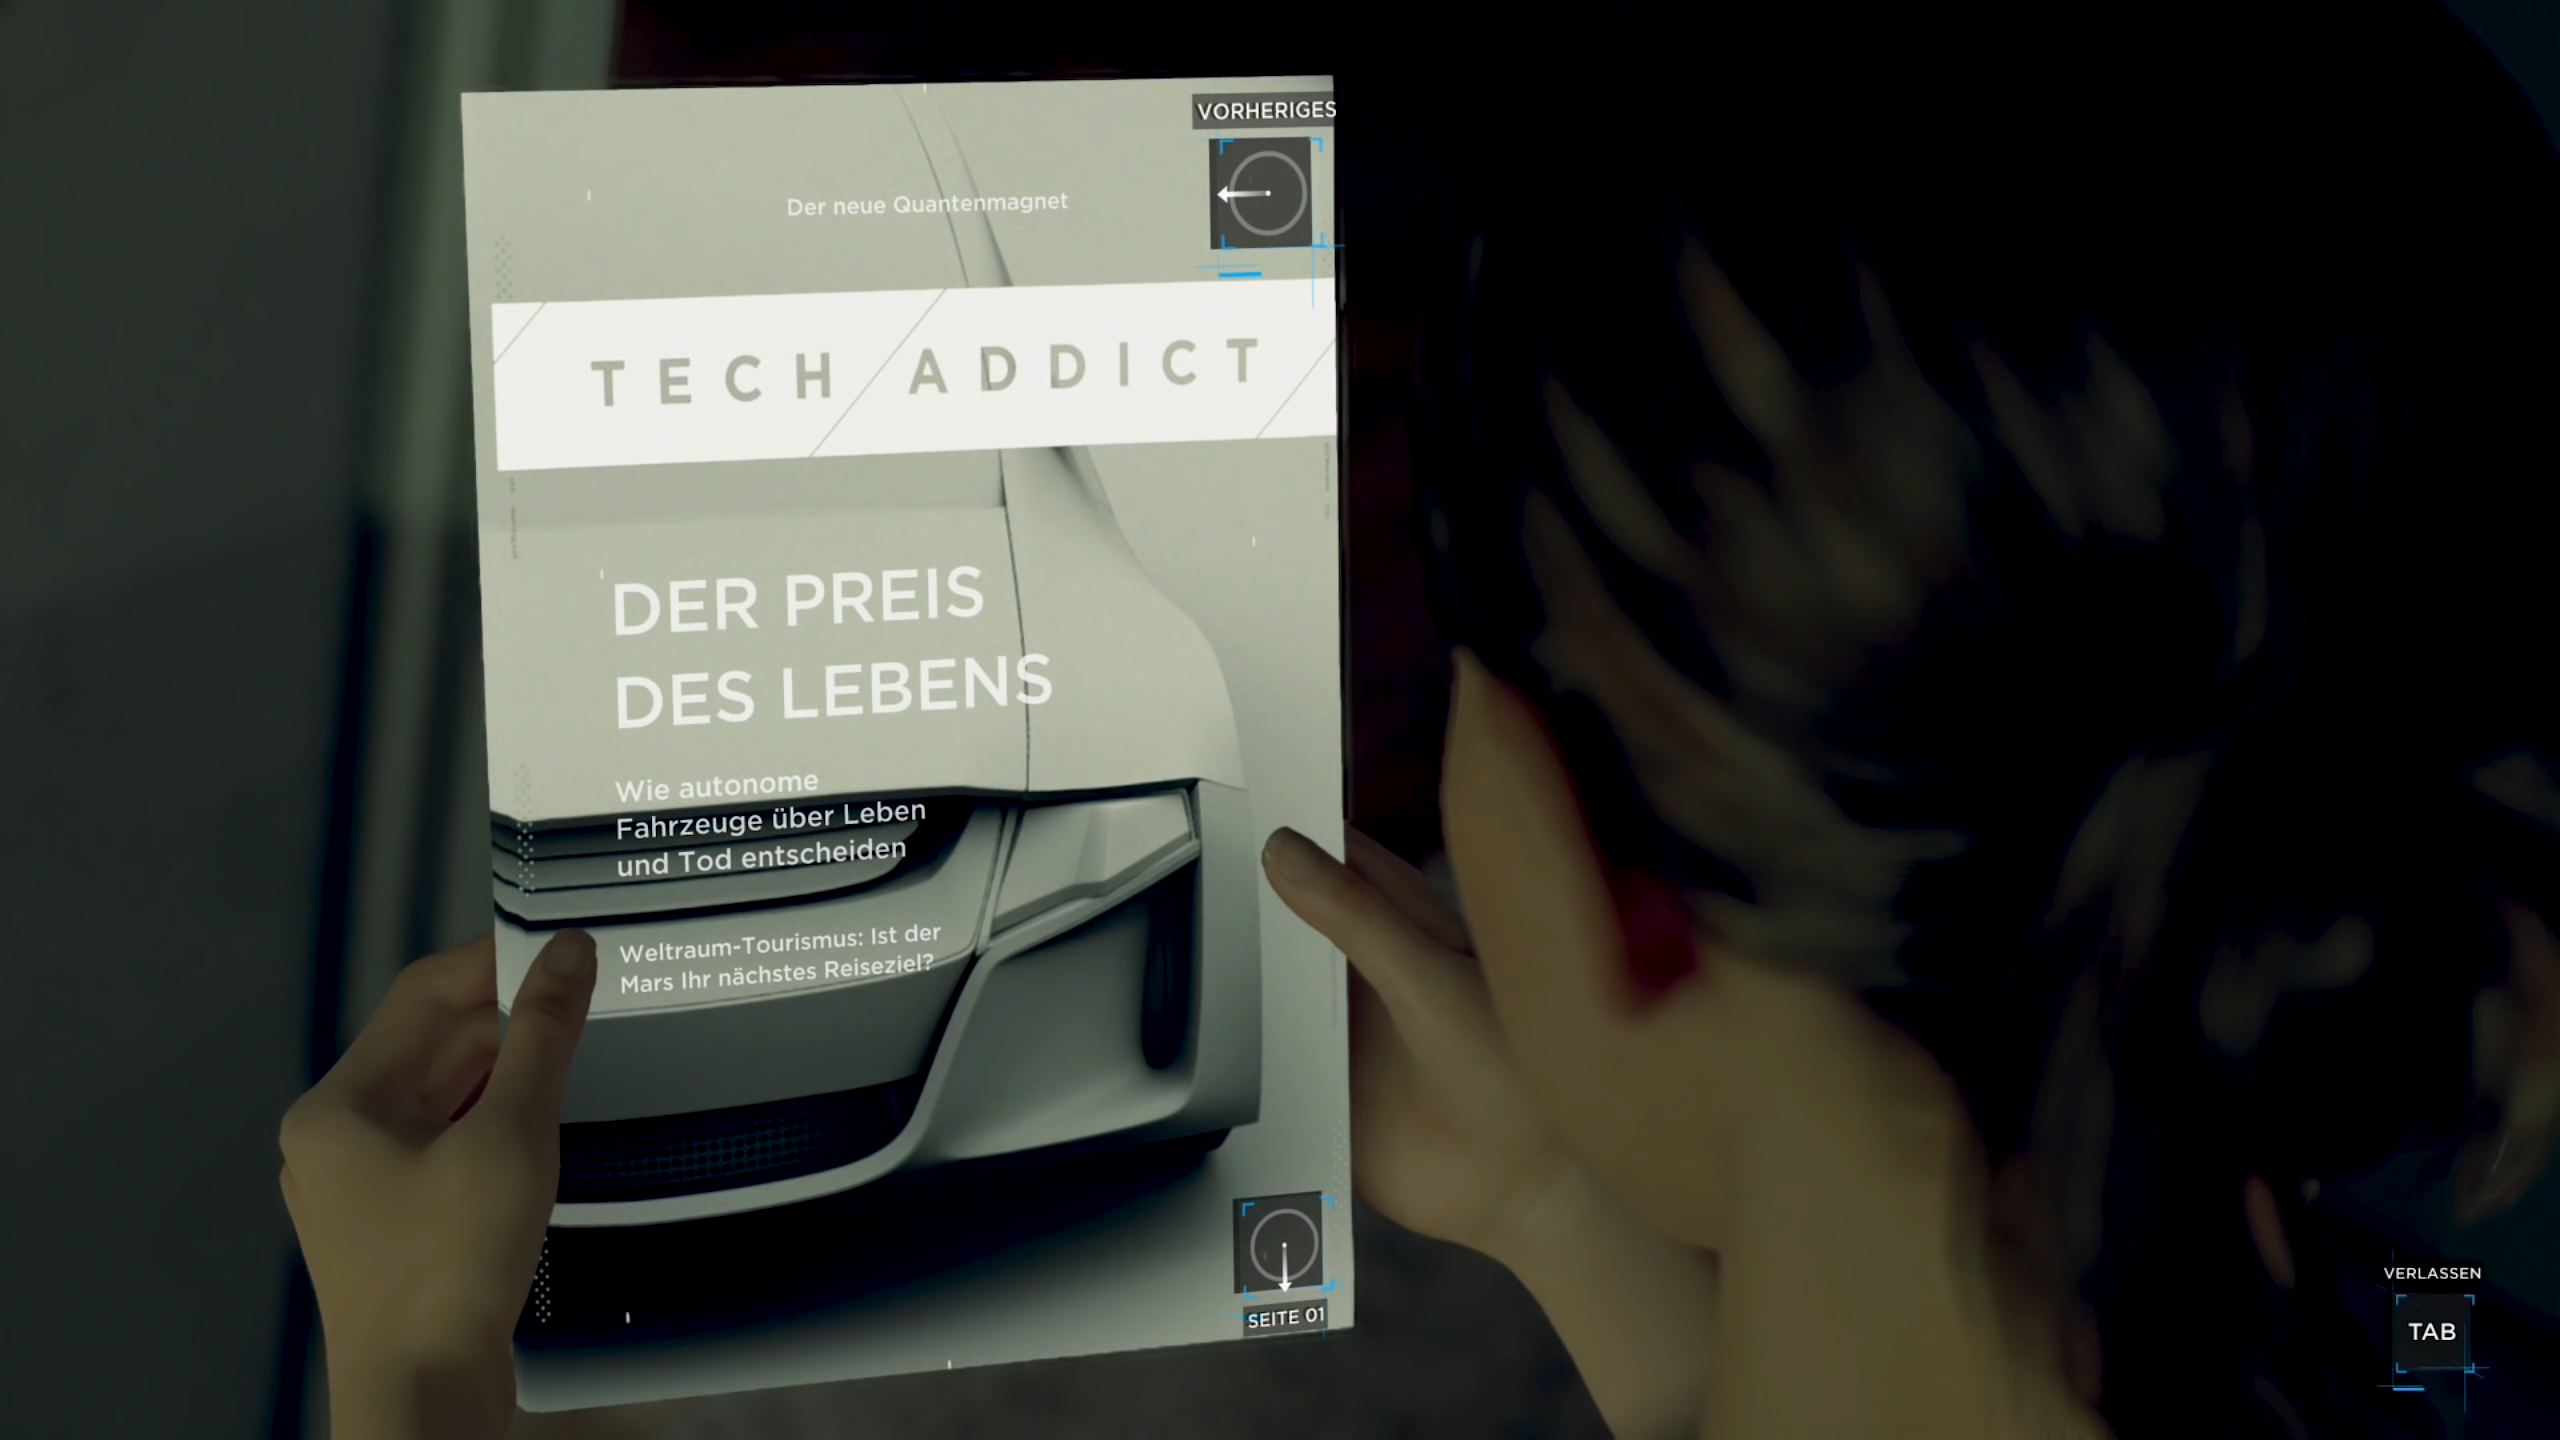 VORHERIGES
Der neue Quantenmagnet
TECH ADDICT
DER PREIS
DES LEBENS
Wie autonome
Fahrzeuge über Leben
und Tod entscheiden
Weltraum-Tourismus: Ist der
Mars Ihr nächstes Reiseziel?
SEITE 01
VERLASSEN
TAB